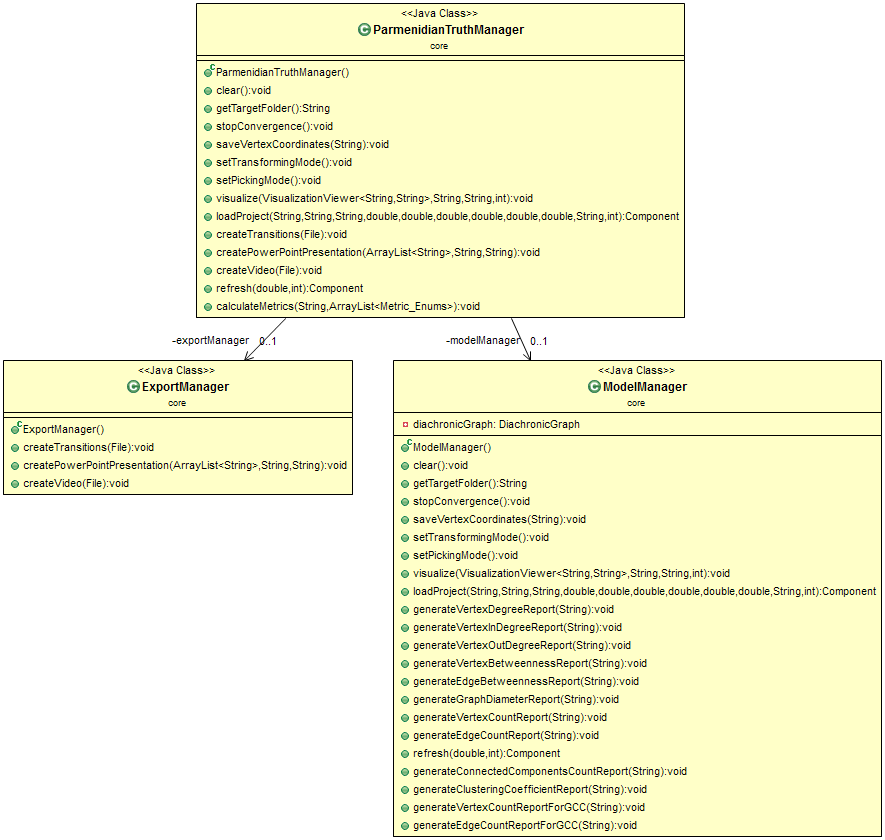 <<Java Class>>
ParmenidianTruthManager
core
ParmenidianTruthManager()
clear():void
getTargetFolder():String
stopConvergence():void
saveVertexCoordinates(String):void
setTransformingMode():void
setPickingMode():void
visualize(VisualizationViewer<String,String>,String,String,int):void
loadProject(String,String,String,double,double,double,double,double,double,String,int):Component
createTransitions(File):void
createPowerPointPresentation(ArrayList<String>,String,String):void
createVideo(File):void
refresh(double,int):Component
calculateMetrics(String,ArrayList<Metric_Enums>):void
-exportManager 0..1
-modelManager 0..1
<<Java Class>>
ExportManager
core
ExportManager()
createTransitions(File):void
createPowerPointPresentation(ArrayList<String>,String,String):void
createVideo(File):void
<<Java Class>>
ModelManager
core
diachronicGraph: DiachronicGraph
ModelManager()
clear():void
getTargetFolder():String
stopConvergence():void
saveVertexCoordinates(String):void
setTransformingMode():void
setPickingMode():void
visualize(VisualizationViewer<String,String>,String,String,int):void
loadProject(String,String,String,double,double,double,double,double,double,String,int):Component
generateVertexDegreeReport(String):void
generateVertexInDegreeReport(String):void
generateVertexOutDegreeReport(String):void
generateVertexBetweennessReport(String):void
generateEdgeBetweennessReport(String):void
generateGraphDiameterReport(String):void
generateVertexCountReport(String):void
generateEdgeCountReport(String):void
refresh(double,int):Component
generateConnectedComponentsCountReport(String):void
generateClusteringCoefficientReport(String):void
generateVertexCountReportForGCC(String):void
generateEdgeCountReportForGCC(String):void